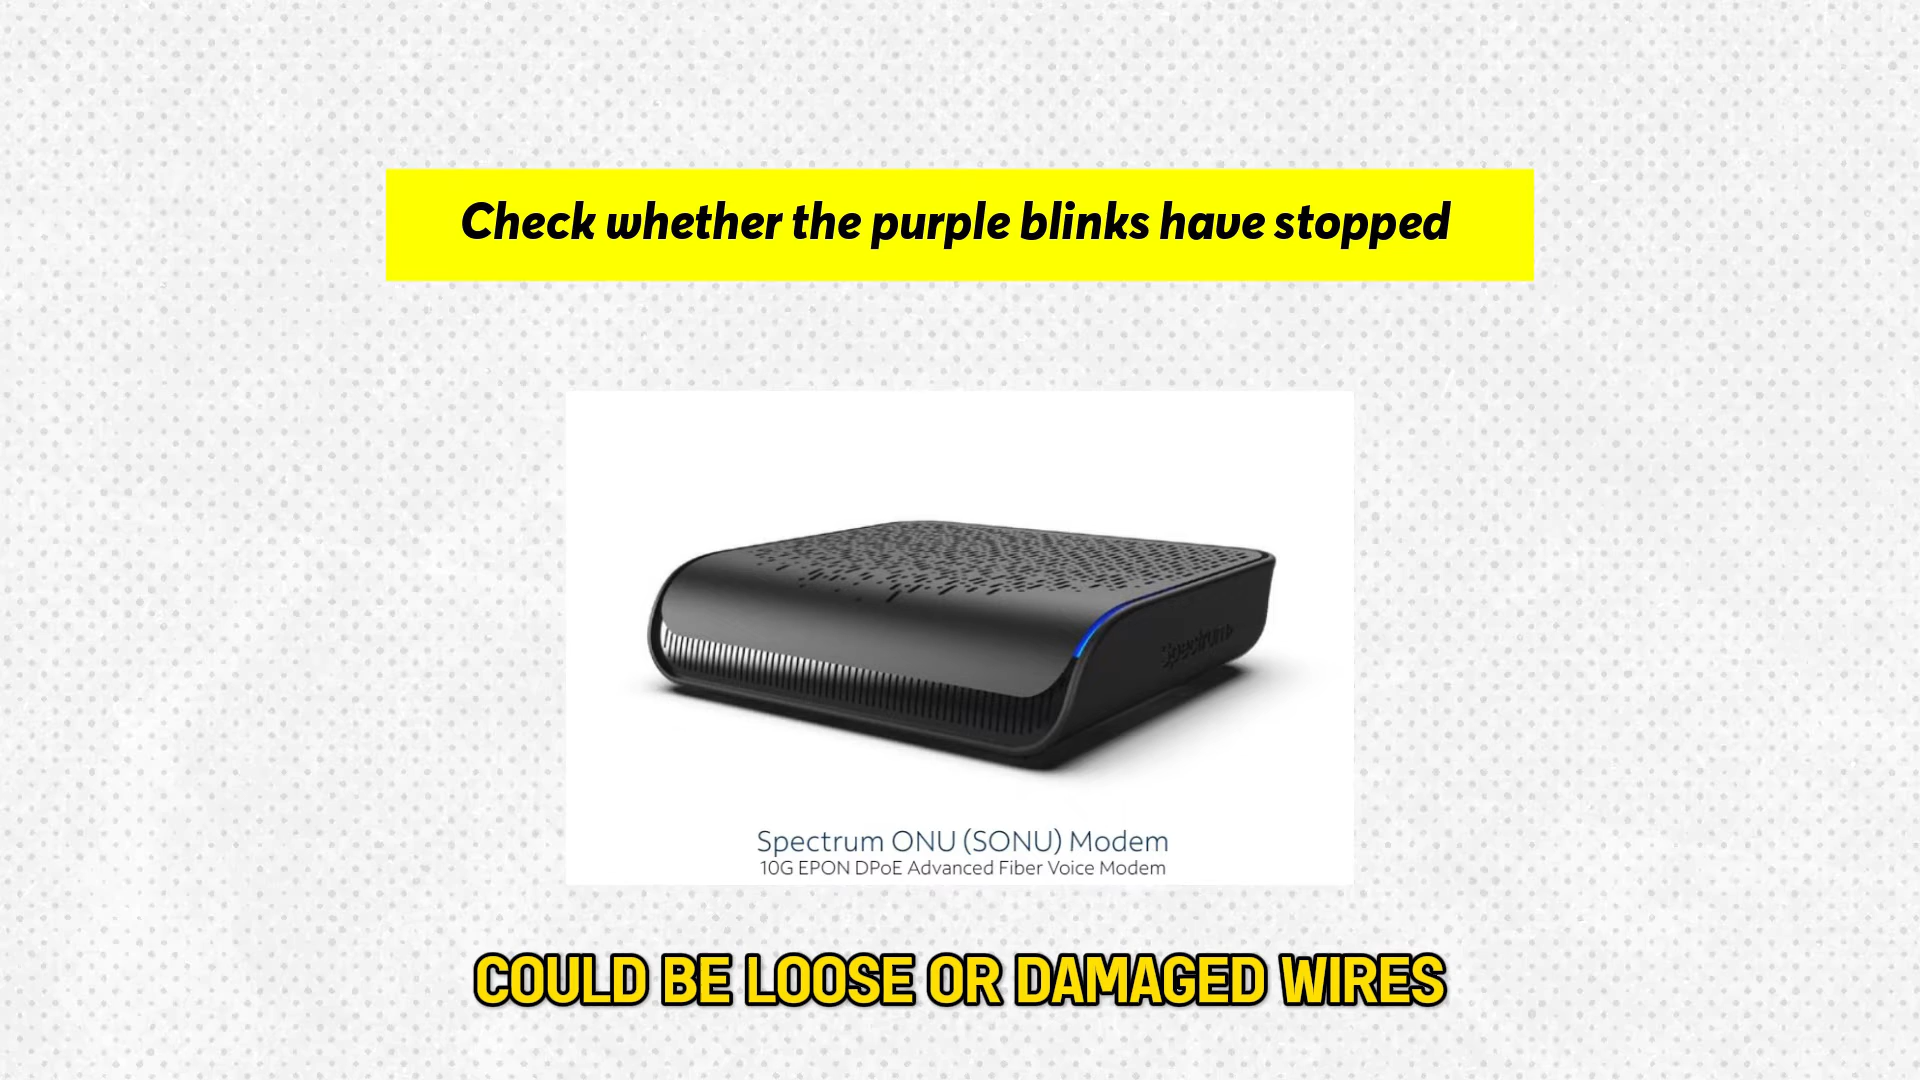 Check whether the purple blinks have stopped
Spectrum
Spectrum ONU (SONU) Modem
10G EPON DPoE Advanced Fiber Voice Modem
COULD BE LOOSE OR DAMAGED WIRES